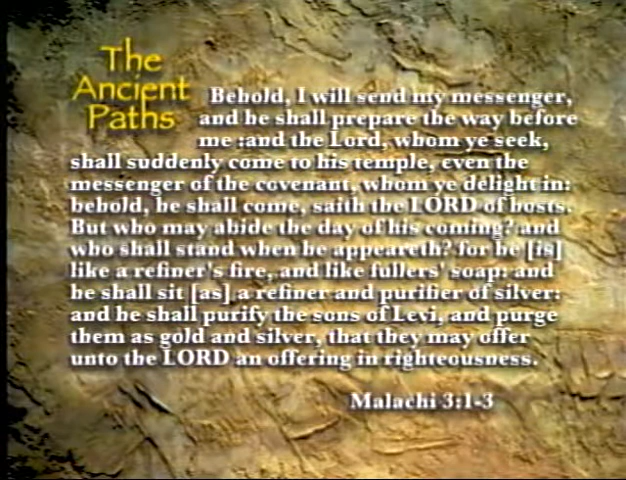 The
Ancient
Paths
Behold, I will send my messenger,
and he shall prepare the way before
me :and the Lord, whom ye seek,
shall suddenly come to his temple, even the
messenger of the covenant, whom ye delight in:
behold, he shall come, saith the LORD of hosts.
But who may abide the day of his coming? and
who shall stand when he appeareth? for he [is]
like a refiner's fire, and like fullers' soap: and
he shall sit [as] a refiner and purifier of silver:
and he shall purify the sons of Levi, and purge
them as gold and silver, that they may offer
unto the LORD an offering in righteousness.
Malachi 3:1-3